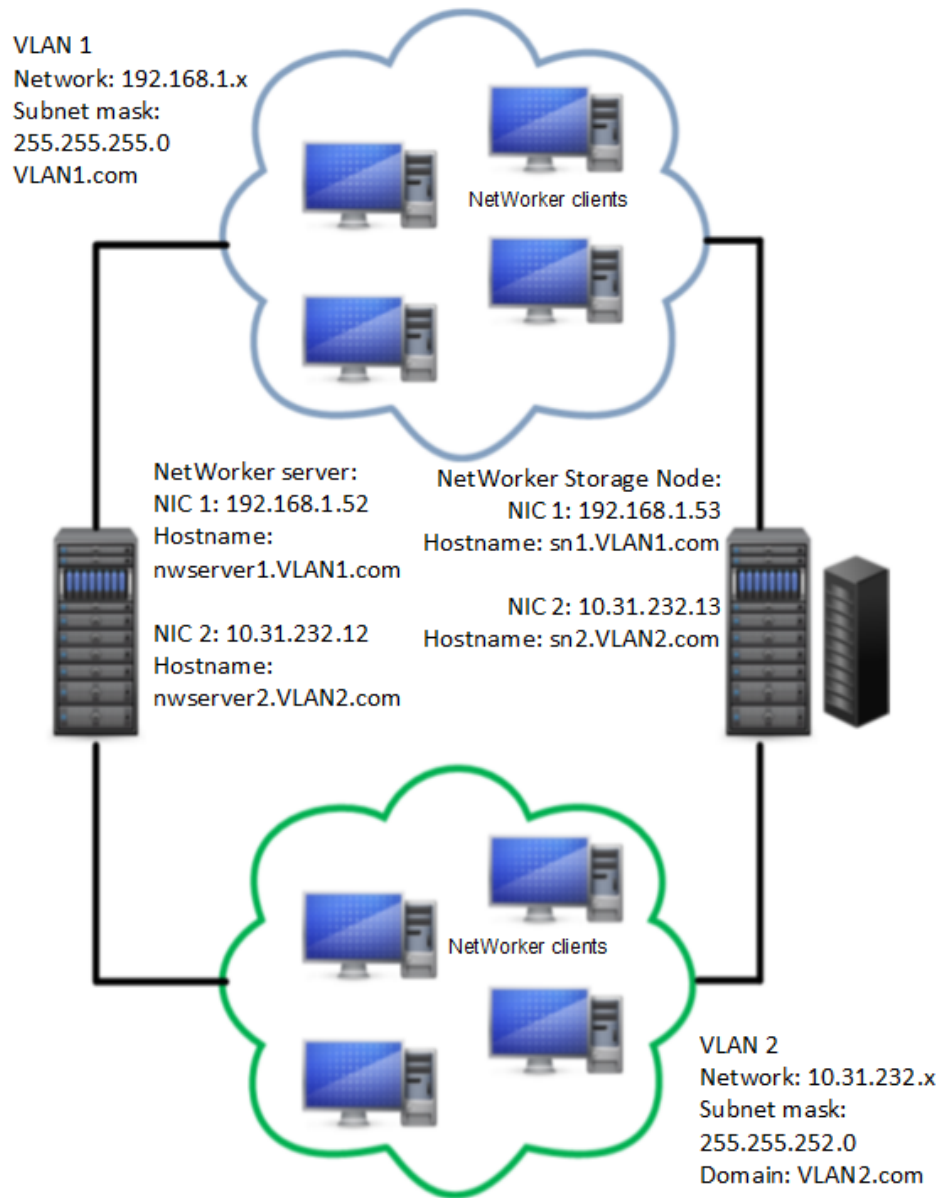 VLAN 1
Network: 192.168.1.x
Subnet mask:
255.255.255.0
VLAN1.com
NetWorker clients
NetWorker server:
NIC 1: 192.168.1.52
Hostname:
nwserver1.VLAN1.com
NIC 2: 10.31.232.12
Hostname:
nwserver2.VLAN2.com
NetWorker Storage Node:
NIC 1: 192.168.1.53
Hostname: sn1.VLAN1.com
NIC 2: 10.31.232.13
Hostname: sn2.VLAN2.com
NetWorker clients
VLAN 2
Network: 10.31.232.x
Subnet mask:
255.255.252.0
Domain: VLAN2.com